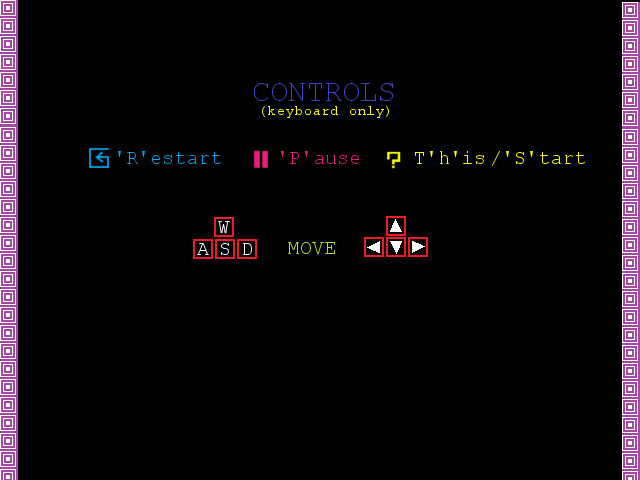 CONTROLS
(keyboard only)
'R'estart 'P'ause ? T'h'is/'S'tart
W
A S D MOVE